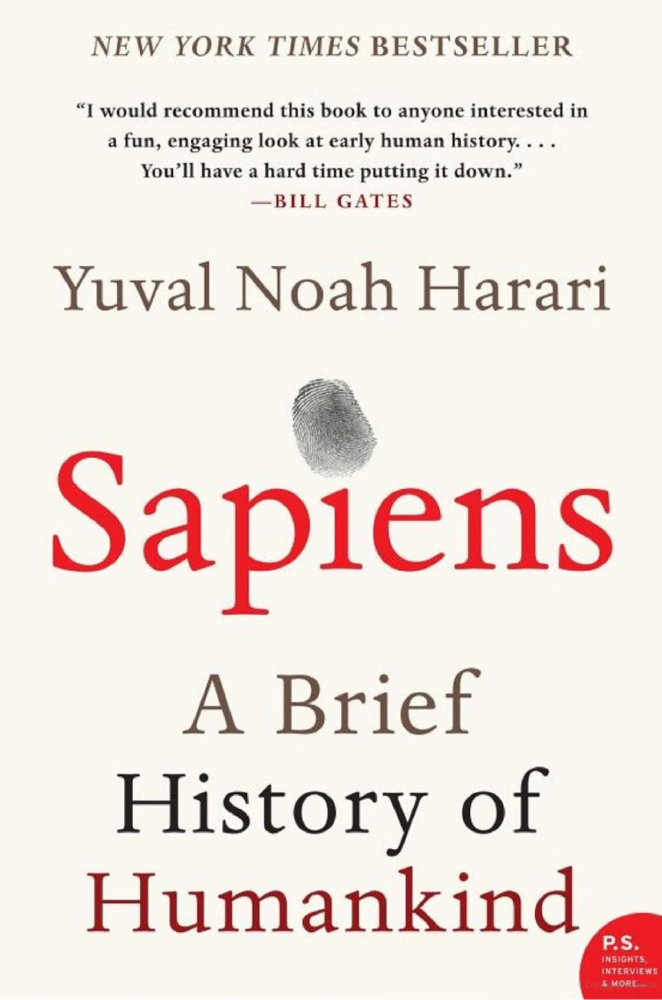 NEW YORK TIMES BESTSELLER
“I would recommend this book to anyone interested in
a fun, engaging look at early human history. . . .
You’ll have a hard time putting it down.”
—BILL GATES
Yuval Noah Harari
Sapiens
A Brief
History of
Humankind
P.S.
INSIGHTS,
INTERVIEWS
& MORE...